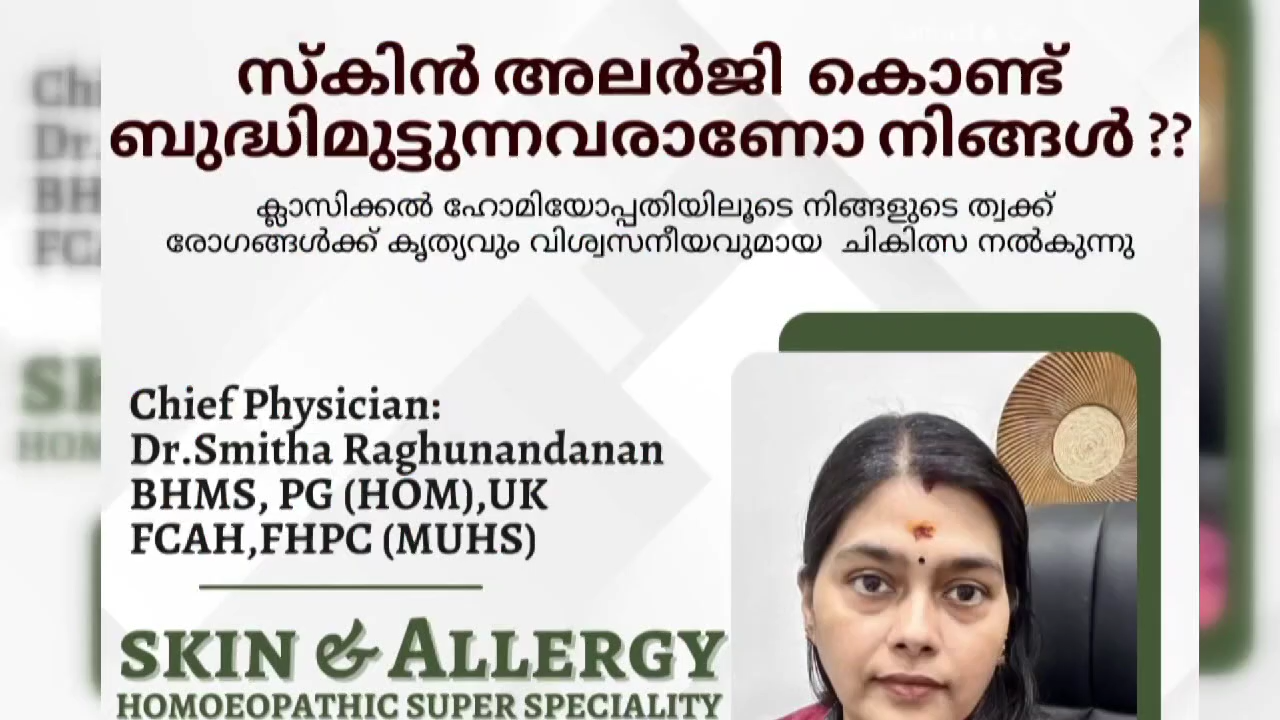 സ്കിൻ അലർജി കൊണ്ട്
ബുദ്ധിമുട്ടുന്നവരാണോ നിങ്ങൾ ??
ക്ലാസിക്കൽ ഹോമിയോപ്പതിയിലൂടെ നിങ്ങളുടെ ത്വക്ക്
രോഗങ്ങൾക്ക് കൃത്യവും വിശ്വസനീയവുമായ ചികിത്സ നൽകുന്നു
Chief Physician:
Dr.Smitha Raghunandanan
BHMS, PG (HOM),UK
FCAH,FHPC (MUHS)
SKIN & ALLERGY
HOMOEOPATHIC SUPER SPECIALITY